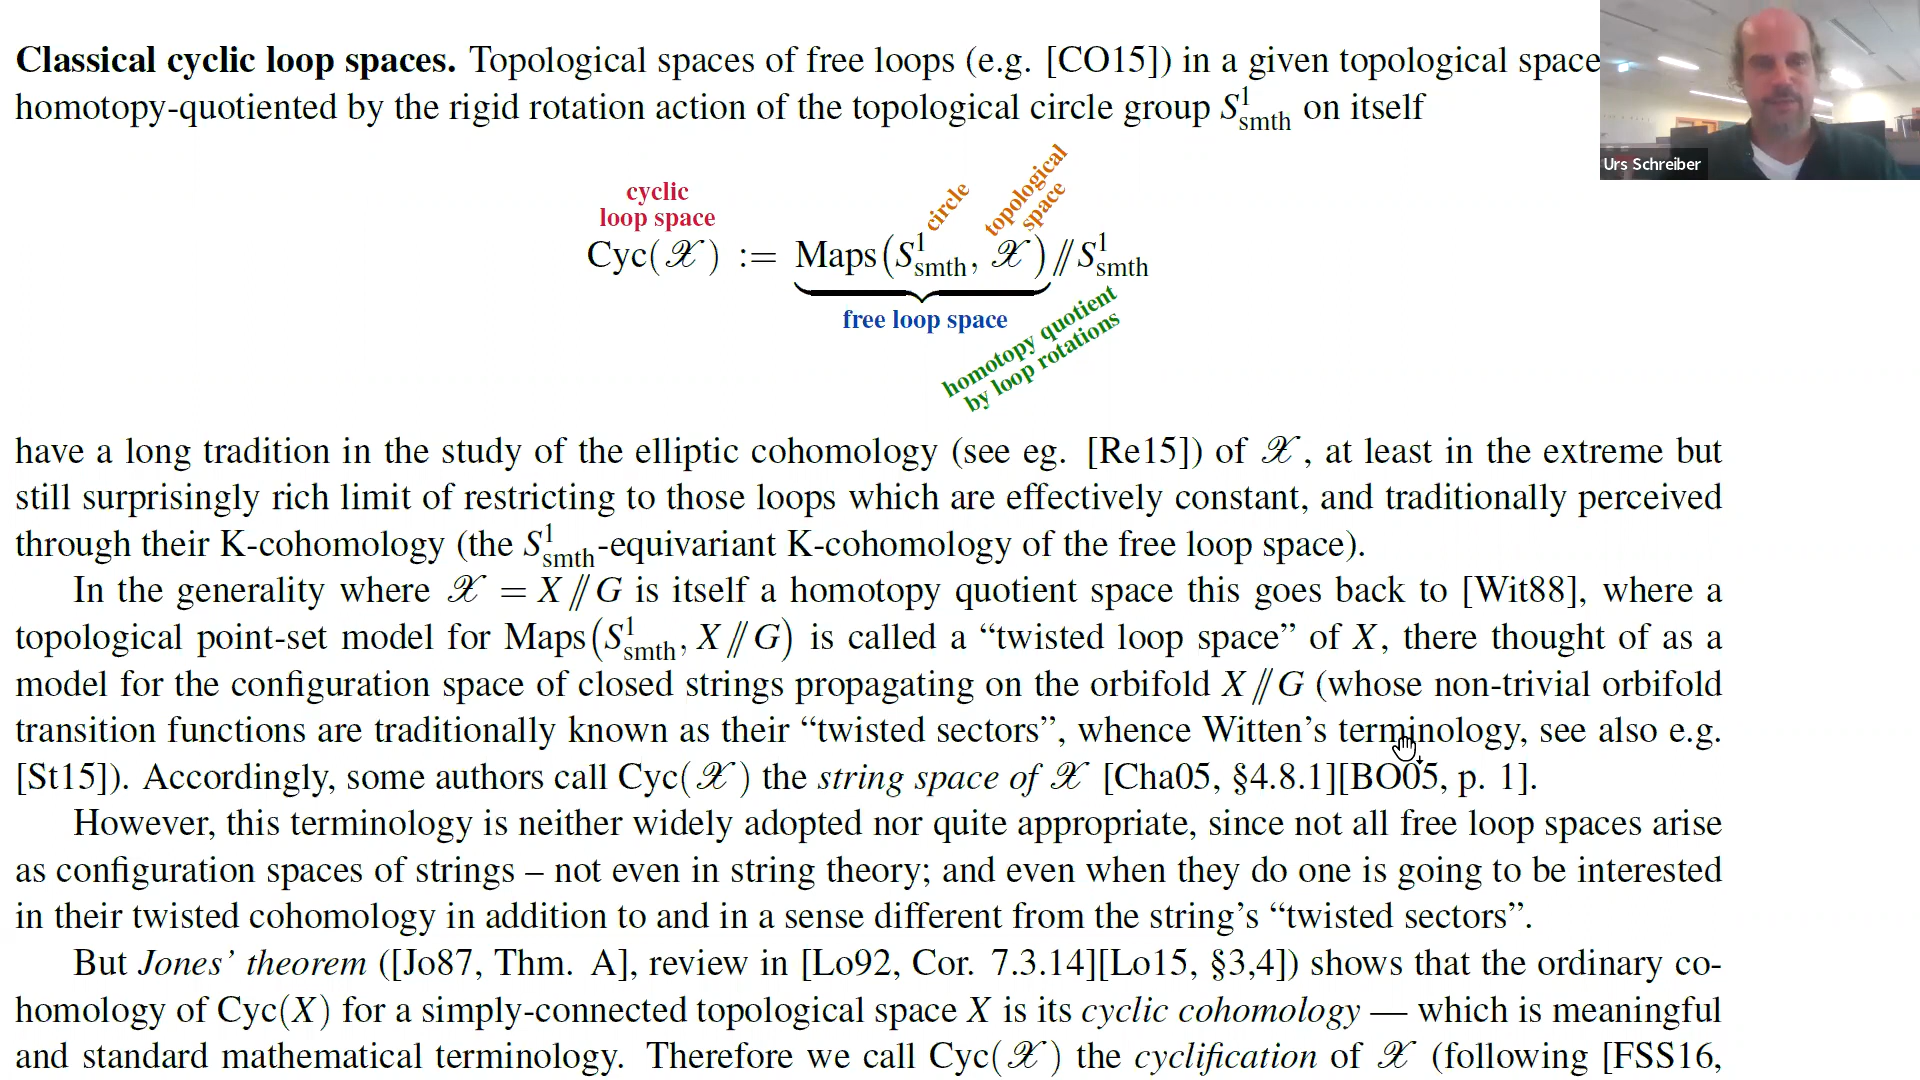 Classical cyclic loop spaces. Topological spaces of free loops (e.g. [CO15]) in a given topological space
homotopy-quotiented by the rigid rotation action of the topological circle group S¹_smth on itself
Urs Schreiber
cyclic
loop space
circle
topological
space
Cyc(𝒳) := Maps(S¹_smth, 𝒳)⫽S¹_smth
free loop space
homotopy quotient
by loop rotations
have a long tradition in the study of the elliptic cohomology (see eg. [Re15]) of 𝒳, at least in the extreme but
still surprisingly rich limit of restricting to those loops which are effectively constant, and traditionally perceived
through their K-cohomology (the S¹_smth-equivariant K-cohomology of the free loop space).
In the generality where 𝒳 = X⫽G is itself a homotopy quotient space this goes back to [Wit88], where a
topological point-set model for Maps(S¹_smth, X⫽G) is called a “twisted loop space” of X, there thought of as a
model for the configuration space of closed strings propagating on the orbifold X⫽G (whose non-trivial orbifold
transition functions are traditionally known as their “twisted sectors”, whence Witten’s terminology, see also e.g.
[St15]). Accordingly, some authors call Cyc(𝒳) the string space of 𝒳 [Cha05, §4.8.1][BO05, p. 1].
However, this terminology is neither widely adopted nor quite appropriate, since not all free loop spaces arise
as configuration spaces of strings – not even in string theory; and even when they do one is going to be interested
in their twisted cohomology in addition to and in a sense different from the string’s “twisted sectors”.
But Jones’ theorem ([Jo87, Thm. A], review in [Lo92, Cor. 7.3.14][Lo15, §3,4]) shows that the ordinary co-
homology of Cyc(X) for a simply-connected topological space X is its cyclic cohomology — which is meaningful
and standard mathematical terminology. Therefore we call Cyc(𝒳) the cyclification of 𝒳 (following [FSS16,